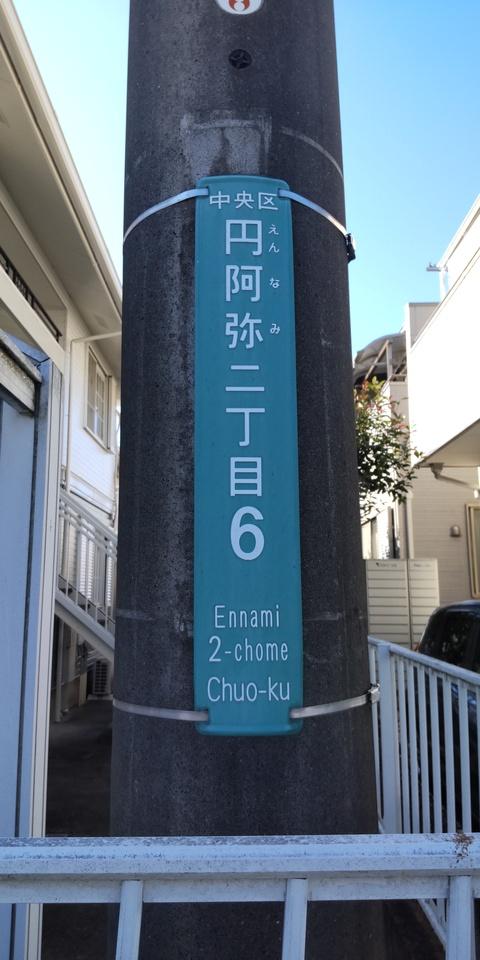 中央区
円阿弥二丁目6
えんなみ
Ennami
2-chome
Chuo-ku